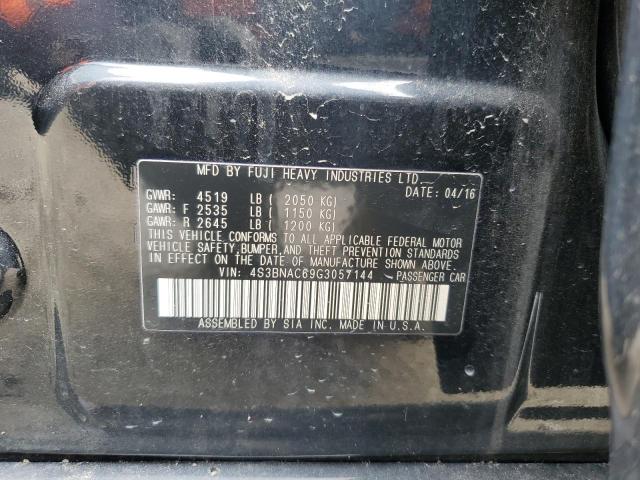 MFD BY FUJI HEAVY INDUSTRIES LTD.
DATE: 04/16
GVWR: 4519 LB ( 2050 KG)
GAWR: F 2535 LB ( 1150 KG)
GAWR: R 2645 LB ( 1200 KG)
THIS VEHICLE CONFORMS TO ALL APPLICABLE FEDERAL MOTOR
VEHICLE SAFETY, BUMPER, AND THEFT PREVENTION STANDARDS
IN EFFECT ON THE DATE OF MANUFACTURE SHOWN ABOVE.
VIN: 4S3BNAC69G3057144 PASSENGER CAR
ASSEMBLED BY SIA INC. MADE IN U.S.A.